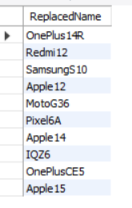 ReplacedName
OnePlus14R
Redmi12
SamsungS10
Apple12
MotoG36
Pixel6A
Apple14
IQZ6
OnePlusCE5
Apple15